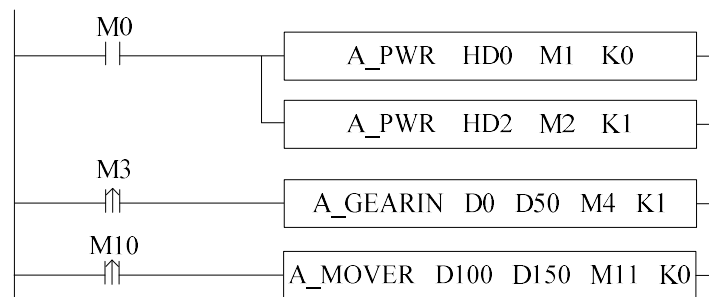 M0
A_PWR HD0 M1 K0
A_PWR HD2 M2 K1
M3
A_GEARIN D0 D50 M4 K1
M10
A_MOVER D100 D150 M11 K0